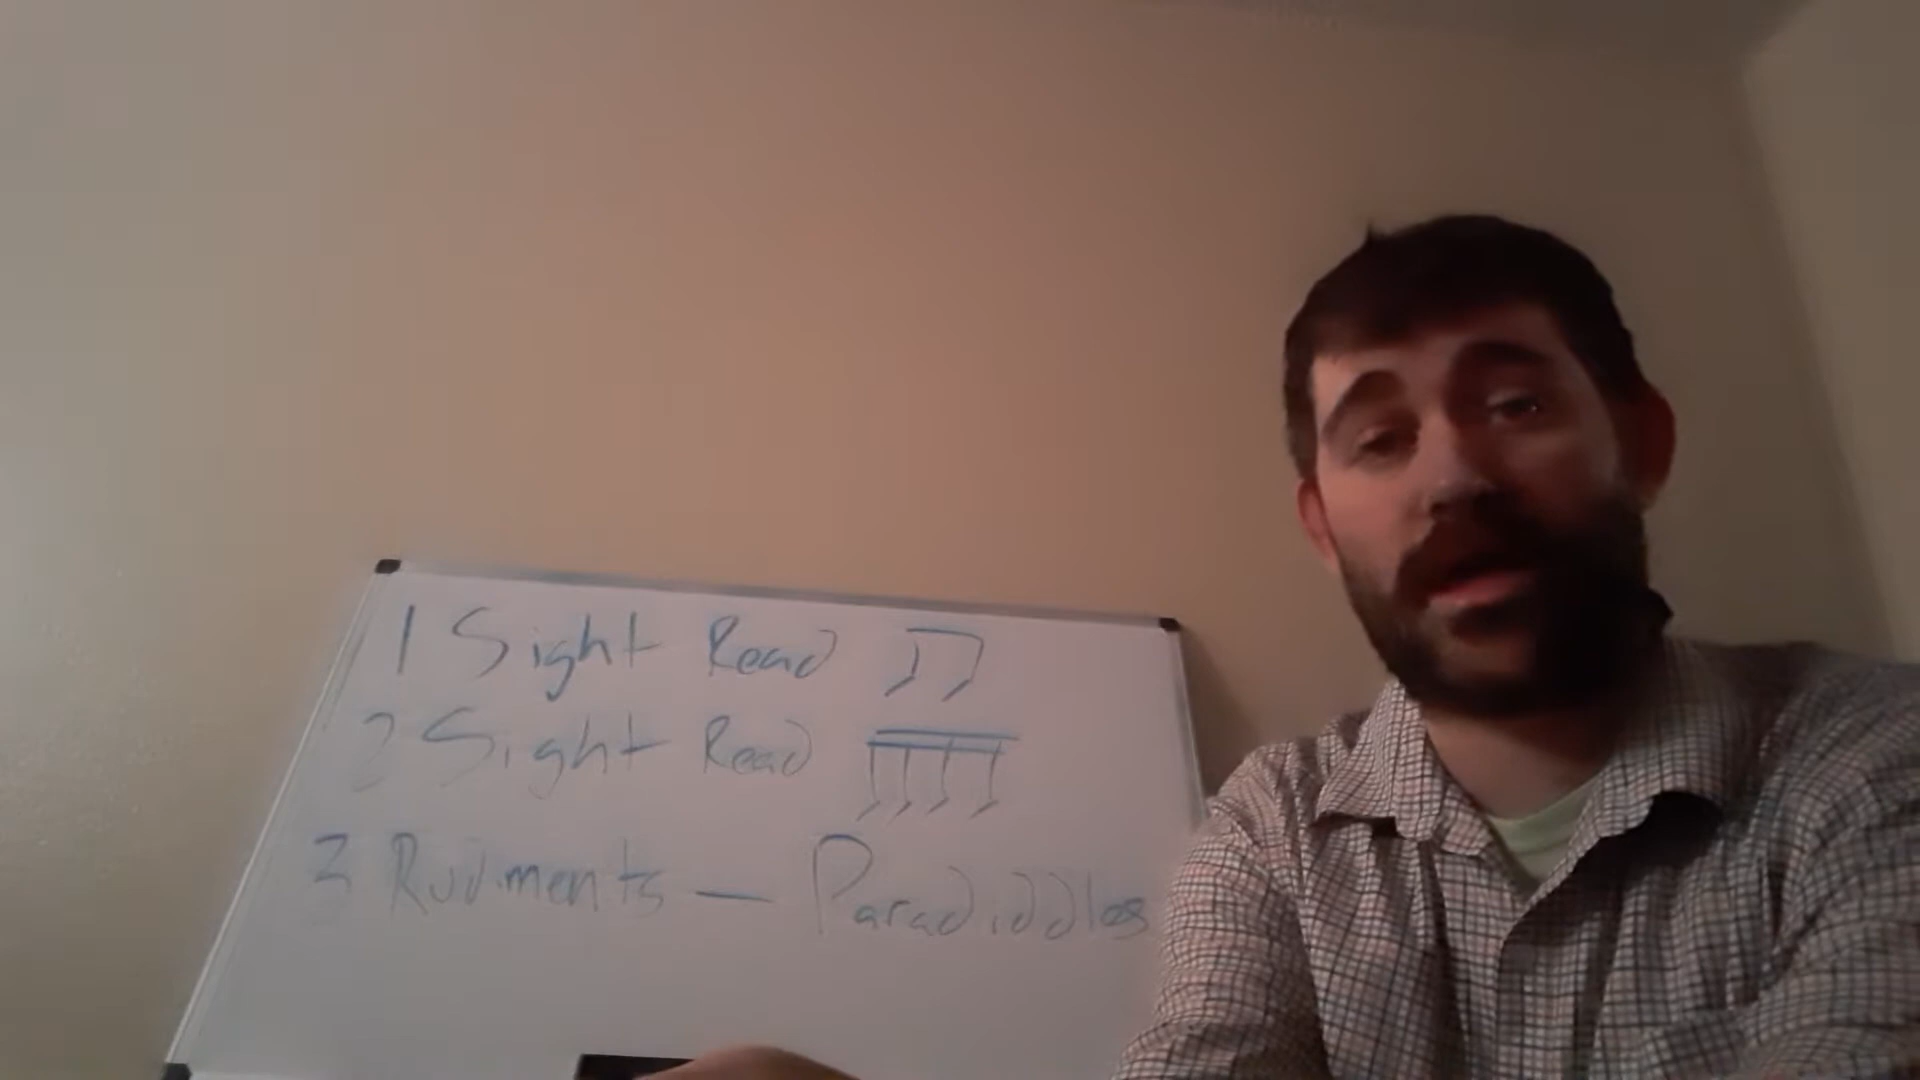 1 Sight Read ♫
2 Sight Read
3 Rudiments — Paradiddles